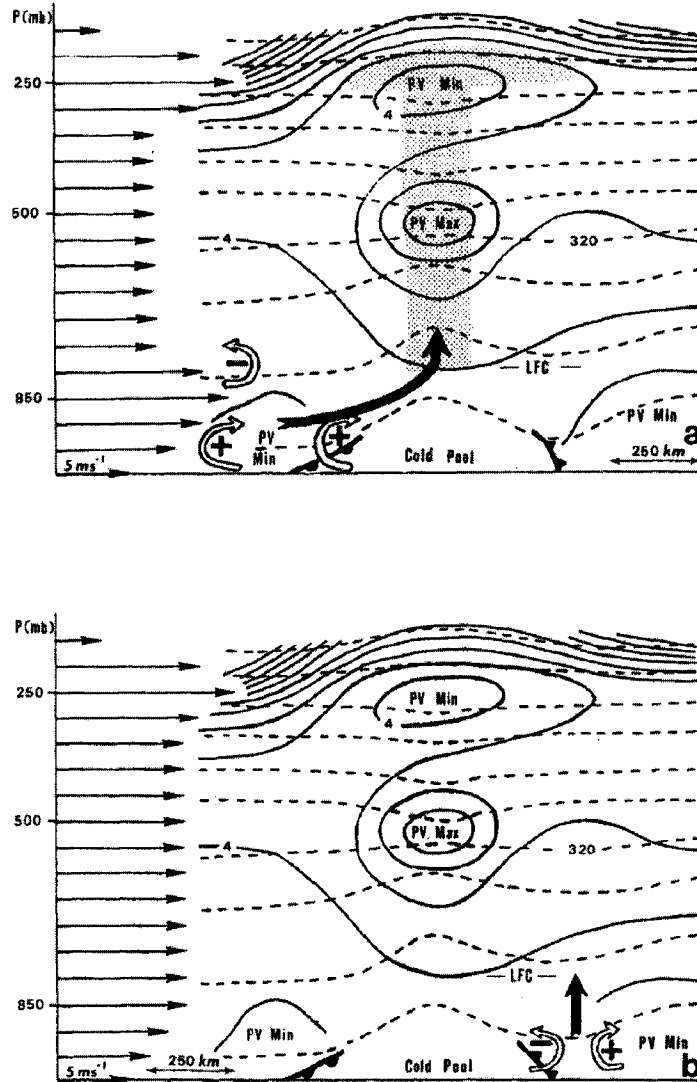 P(mb)
250
PV Min
4
500
PV Max
4
320
−
LFC
850
+
PV Min
+
Cold Pool
PV Min
a
5 ms⁻¹
250 km
P(mb)
250
PV Min
4
500
PV Max
4
320
LFC
850
PV Min
−
+
PV Min
250 km
Cold Pool
b
5 ms⁻¹